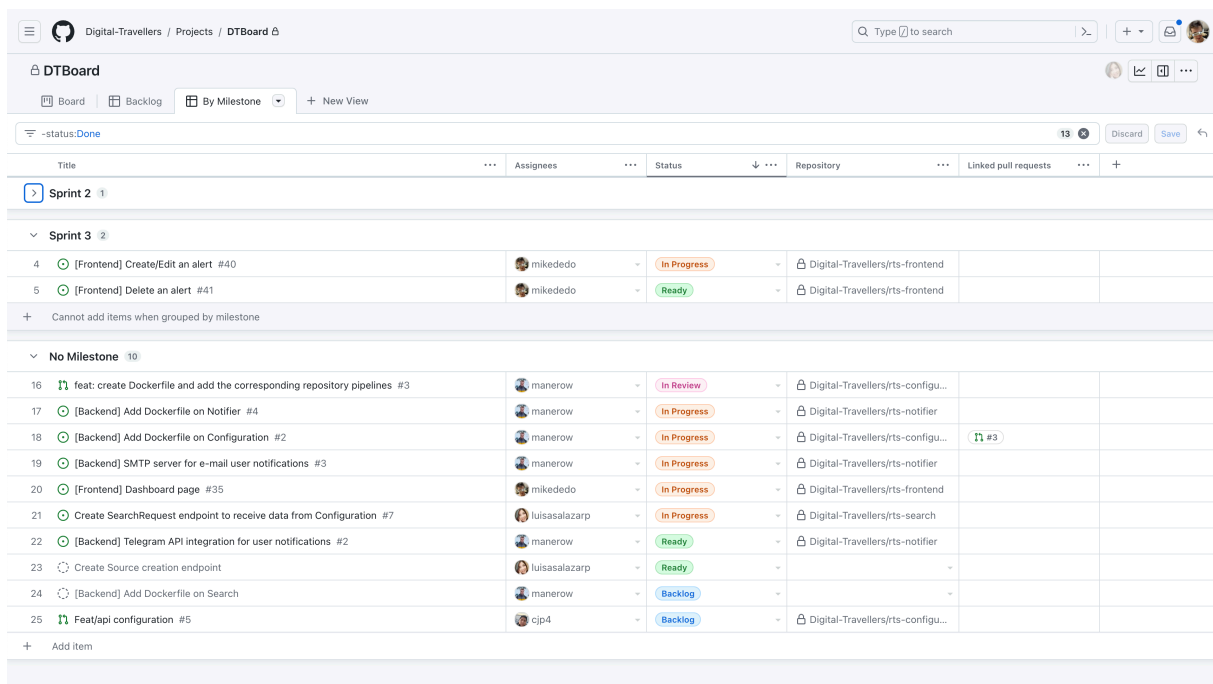 Digital-Travellers / Projects / DTBoard
Type / to search
DTBoard
Board Backlog By Milestone New View
-status:Done 13 Discard Save
Title Assignees Status Repository Linked pull requests
Sprint 2 1
Sprint 3 2
4 [Frontend] Create/Edit an alert #40 mikededo In Progress Digital-Travellers/rts-frontend
5 [Frontend] Delete an alert #41 mikededo Ready Digital-Travellers/rts-frontend
Cannot add items when grouped by milestone
No Milestone 10
16 feat: create Dockerfile and add the corresponding repository pipelines #3 manerow In Review Digital-Travellers/rts-configu...
17 [Backend] Add Dockerfile on Notifier #4 manerow In Progress Digital-Travellers/rts-notifier
18 [Backend] Add Dockerfile on Configuration #2 manerow In Progress Digital-Travellers/rts-configu... #3
19 [Backend] SMTP server for e-mail user notifications #3 manerow In Progress Digital-Travellers/rts-notifier
20 [Frontend] Dashboard page #35 mikededo In Progress Digital-Travellers/rts-frontend
21 Create SearchRequest endpoint to receive data from Configuration #7 luisasalazarp In Progress Digital-Travellers/rts-search
22 [Backend] Telegram API integration for user notifications #2 manerow Ready Digital-Travellers/rts-notifier
23 Create Source creation endpoint luisasalazarp Ready
24 [Backend] Add Dockerfile on Search manerow Backlog
25 Feat/api configuration #5 cjp4 Backlog Digital-Travellers/rts-configu...
Add item